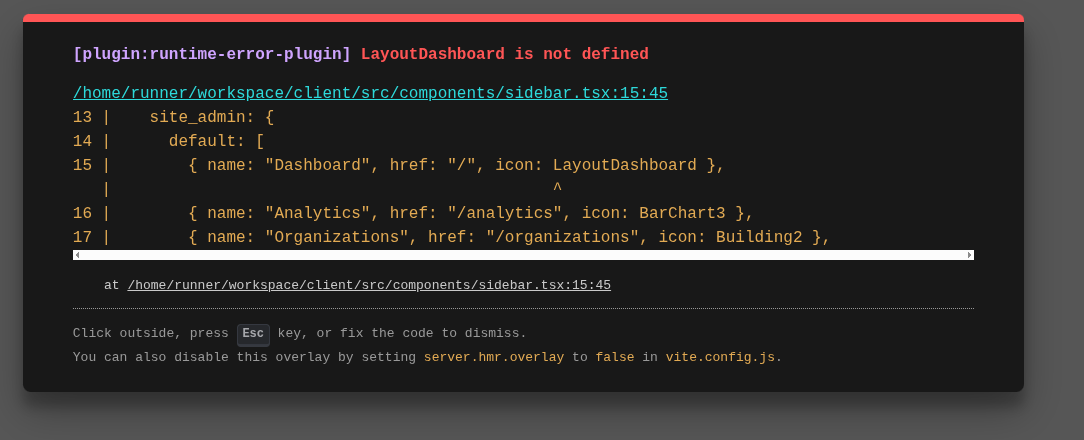 [plugin:runtime-error-plugin] LayoutDashboard is not defined
/home/runner/workspace/client/src/components/sidebar.tsx:15:45
13 |    site_admin: {
14 |      default: [
15 |        { name: "Dashboard", href: "/", icon: LayoutDashboard },
   |                                              ^
16 |        { name: "Analytics", href: "/analytics", icon: BarChart3 },
17 |        { name: "Organizations", href: "/organizations", icon: Building2 },
at /home/runner/workspace/client/src/components/sidebar.tsx:15:45
Click outside, press Esc key, or fix the code to dismiss.
You can also disable this overlay by setting server.hmr.overlay to false in vite.config.js.